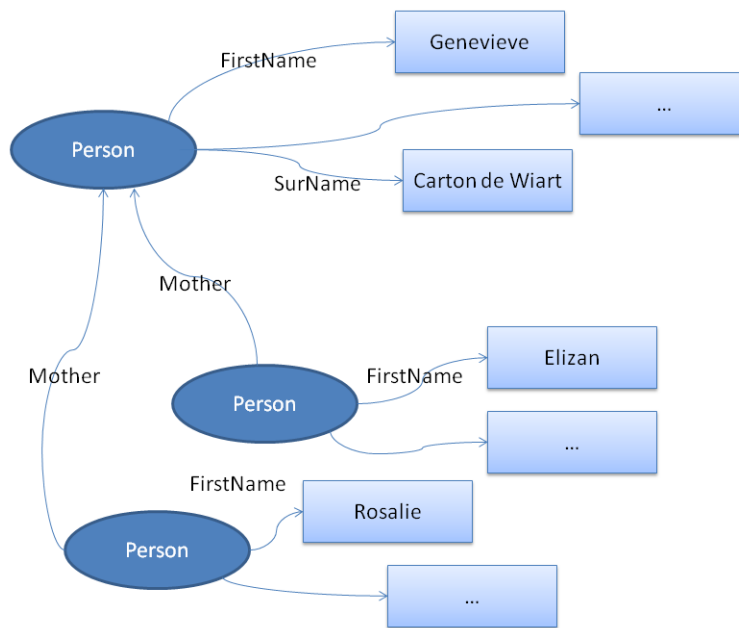 Genevieve
FirstName
...
Person
Carton de Wiart
SurName
Mother
Elizan
Mother
FirstName
Person
...
FirstName
Rosalie
Person
...